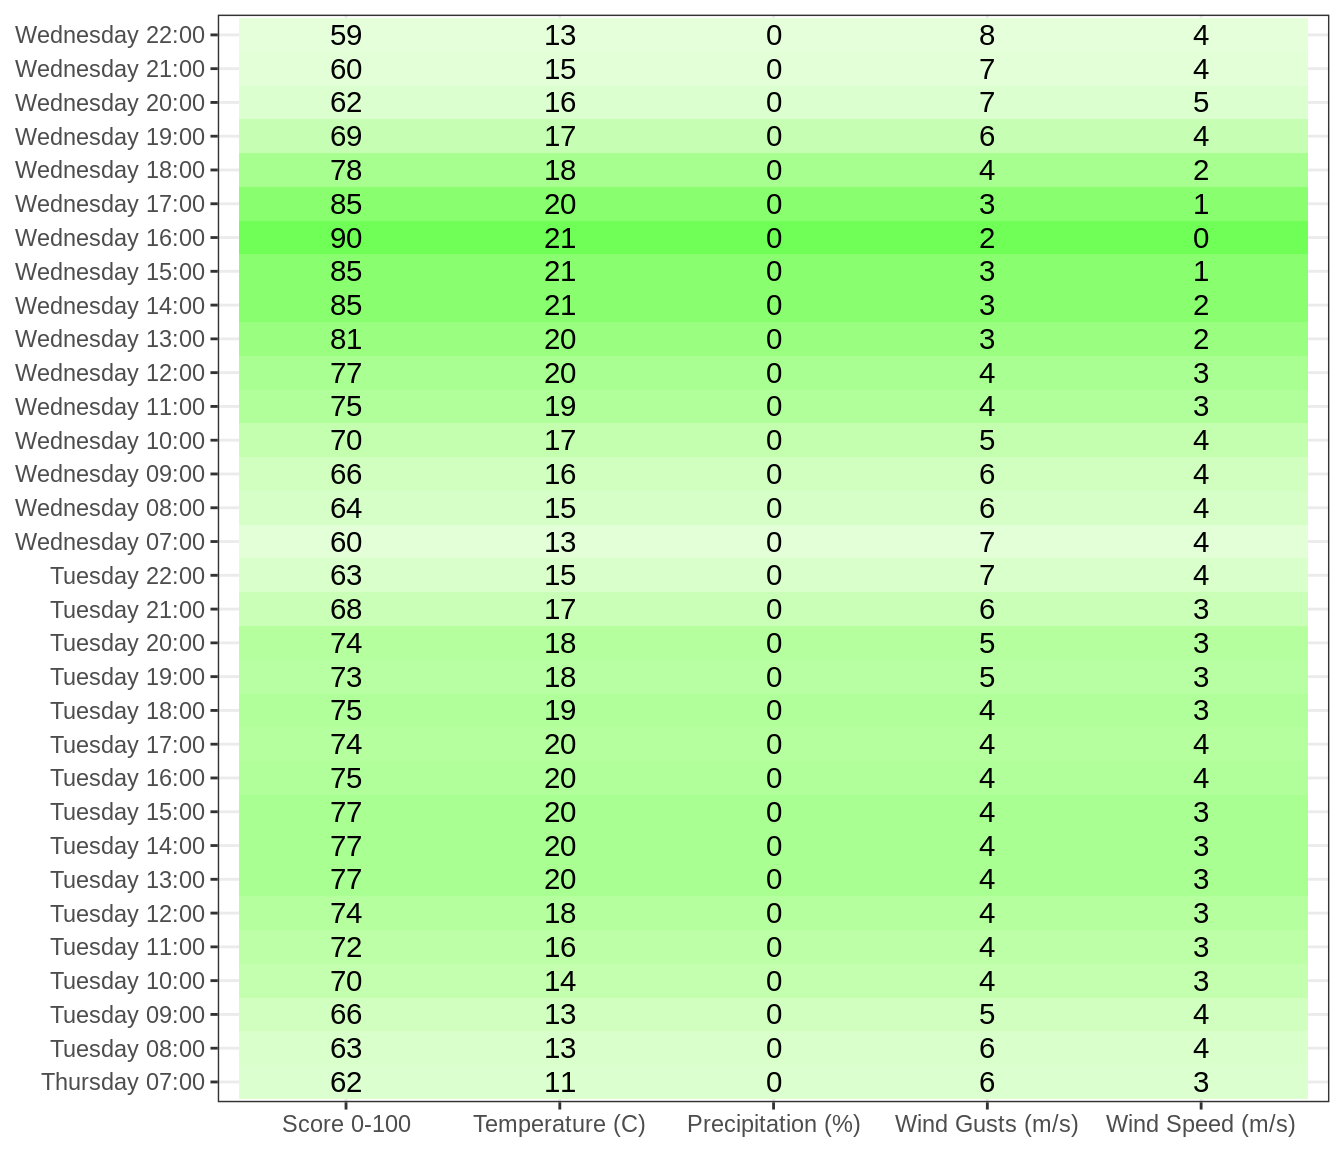 Wednesday 22:00 59 13 0 8 4
Wednesday 21:00 60 15 0 7 4
Wednesday 20:00 62 16 0 7 5
Wednesday 19:00 69 17 0 6 4
Wednesday 18:00 78 18 0 4 2
Wednesday 17:00 85 20 0 3 1
Wednesday 16:00 90 21 0 2 0
Wednesday 15:00 85 21 0 3 1
Wednesday 14:00 85 21 0 3 2
Wednesday 13:00 81 20 0 3 2
Wednesday 12:00 77 20 0 4 3
Wednesday 11:00 75 19 0 4 3
Wednesday 10:00 70 17 0 5 4
Wednesday 09:00 66 16 0 6 4
Wednesday 08:00 64 15 0 6 4
Wednesday 07:00 60 13 0 7 4
Tuesday 22:00 63 15 0 7 4
Tuesday 21:00 68 17 0 6 3
Tuesday 20:00 74 18 0 5 3
Tuesday 19:00 73 18 0 5 3
Tuesday 18:00 75 19 0 4 3
Tuesday 17:00 74 20 0 4 4
Tuesday 16:00 75 20 0 4 4
Tuesday 15:00 77 20 0 4 3
Tuesday 14:00 77 20 0 4 3
Tuesday 13:00 77 20 0 4 3
Tuesday 12:00 74 18 0 4 3
Tuesday 11:00 72 16 0 4 3
Tuesday 10:00 70 14 0 4 3
Tuesday 09:00 66 13 0 5 4
Tuesday 08:00 63 13 0 6 4
Thursday 07:00 62 11 0 6 3
Score 0-100 Temperature (C) Precipitation (%) Wind Gusts (m/s) Wind Speed (m/s)